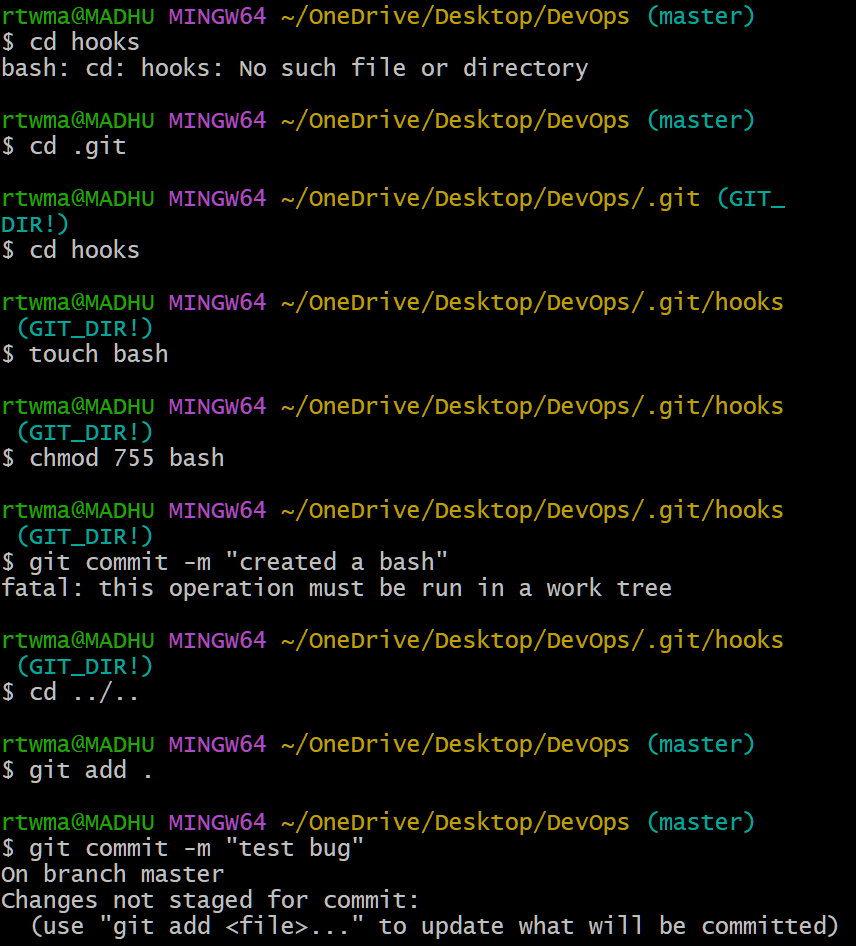 rtwma@MADHU MINGW64 ~/OneDrive/Desktop/DevOps (master)
$ cd hooks
bash: cd: hooks: No such file or directory
rtwma@MADHU MINGW64 ~/OneDrive/Desktop/DevOps (master)
$ cd .git
rtwma@MADHU MINGW64 ~/OneDrive/Desktop/DevOps/.git (GIT_
DIR!)
$ cd hooks
rtwma@MADHU MINGW64 ~/OneDrive/Desktop/DevOps/.git/hooks
(GIT_DIR!)
$ touch bash
rtwma@MADHU MINGW64 ~/OneDrive/Desktop/DevOps/.git/hooks
(GIT_DIR!)
$ chmod 755 bash
rtwma@MADHU MINGW64 ~/OneDrive/Desktop/DevOps/.git/hooks
(GIT_DIR!)
$ git commit -m "created a bash"
fatal: this operation must be run in a work tree
rtwma@MADHU MINGW64 ~/OneDrive/Desktop/DevOps/.git/hooks
(GIT_DIR!)
$ cd ../..
rtwma@MADHU MINGW64 ~/OneDrive/Desktop/DevOps (master)
$ git add .
rtwma@MADHU MINGW64 ~/OneDrive/Desktop/DevOps (master)
$ git commit -m "test bug"
On branch master
Changes not staged for commit:
(use "git add <file>..." to update what will be committed)